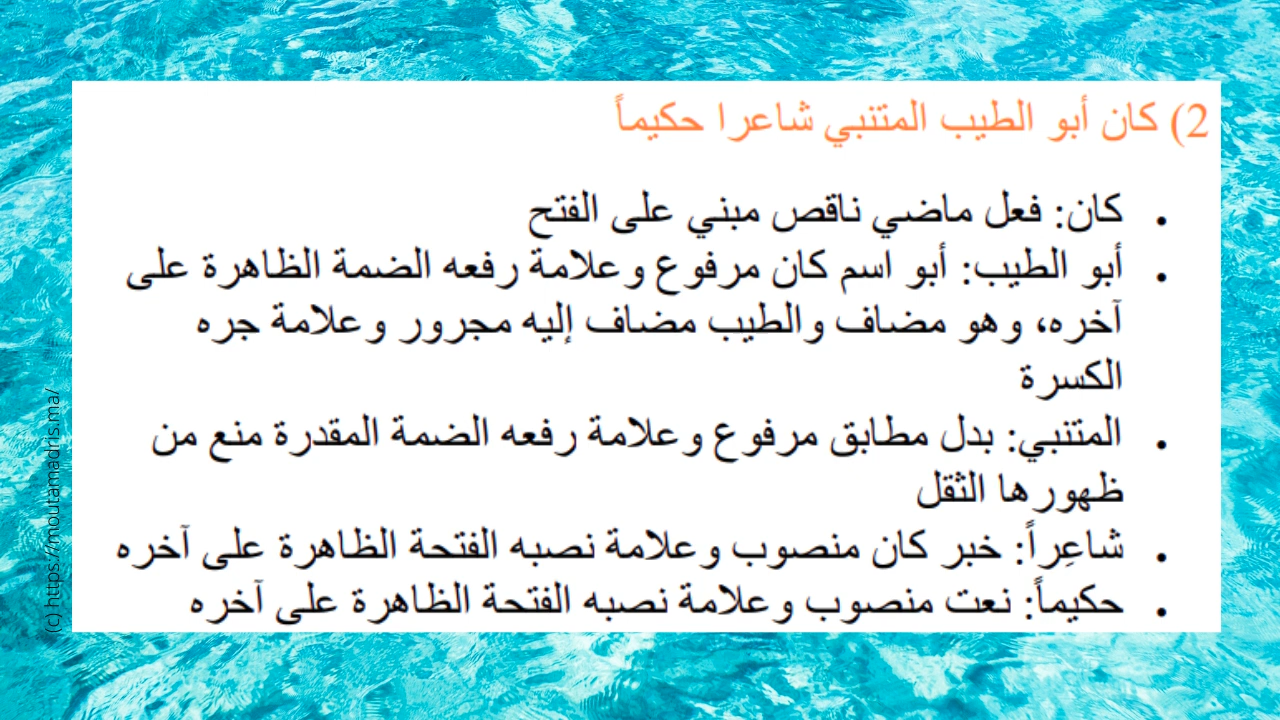 2) كان أبو الطيب المتنبي شاعرا حكيماً
• كان: فعل ماضي ناقص مبني على الفتح
• أبو الطيب: أبو اسم كان مرفوع وعلامة رفعه الضمة الظاهرة على
آخره، وهو مضاف والطيب مضاف إليه مجرور وعلامة جره
الكسرة
• المتنبي: بدل مطابق مرفوع وعلامة رفعه الضمة المقدرة منع من
ظهورها الثقل
• شاعِراً: خبر كان منصوب وعلامة نصبه الفتحة الظاهرة على آخره
• حكيماً: نعت منصوب وعلامة نصبه الفتحة الظاهرة على آخره
(c) https://moutamadris.ma/